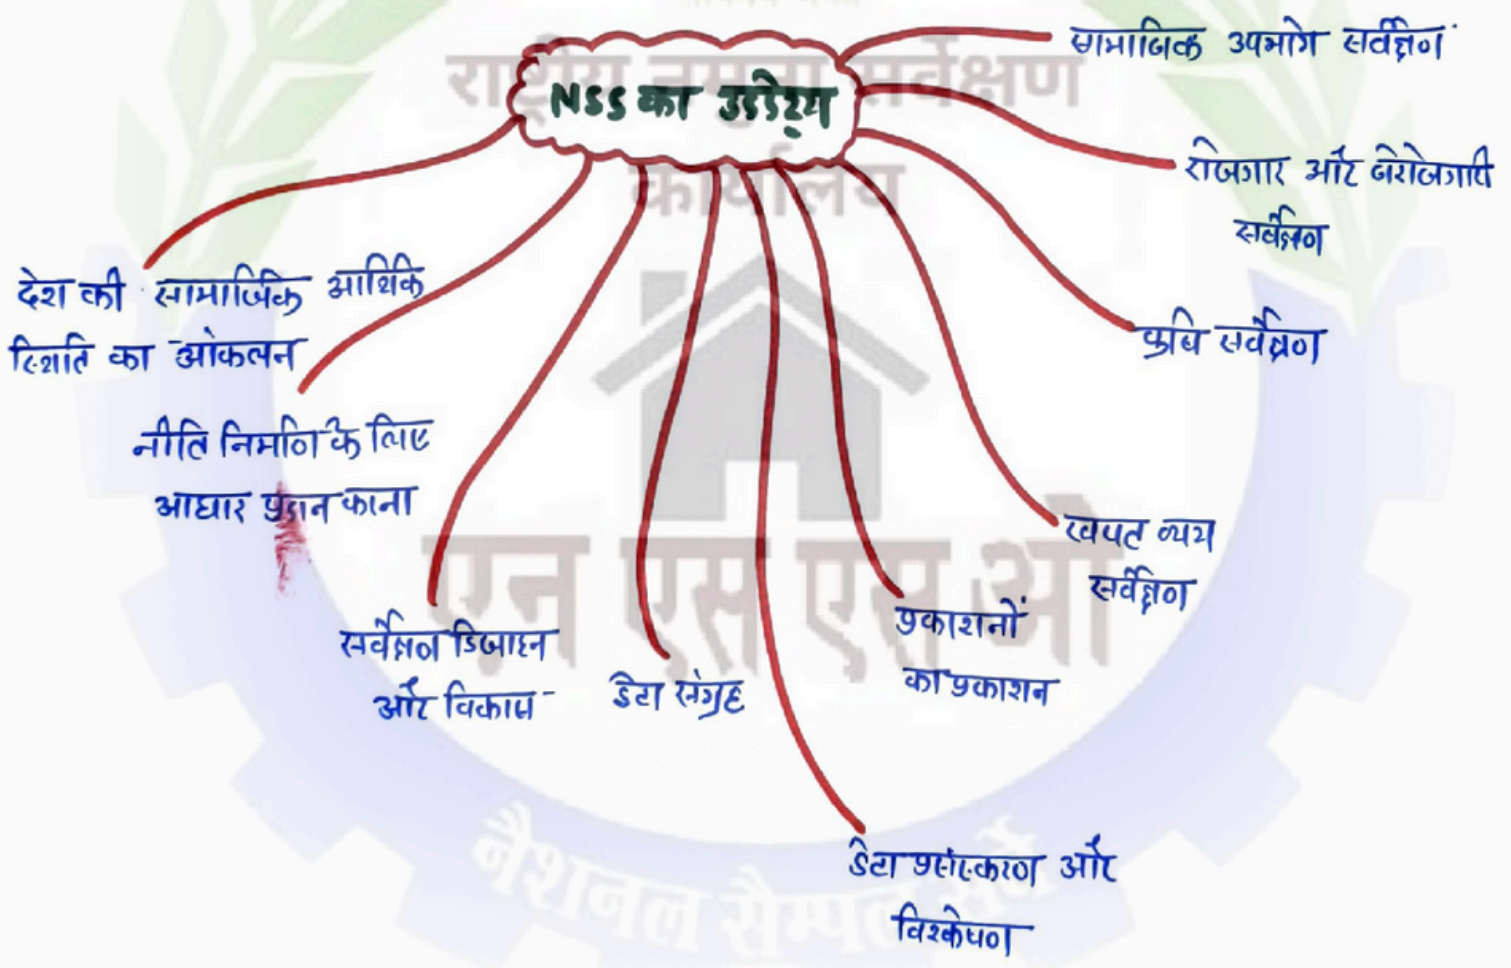 NSS का उद्देश्य
राष्ट्रीय नमूना सर्वेक्षण
कार्यालय
सामाजिक उपभोग सर्वेक्षण
रोजगार और बेरोजगारी
सर्वेक्षण
कृषि सर्वेक्षण
खपत व्यय
सर्वेक्षण
प्रकाशनों
का प्रकाशन
डेटा प्रसंस्करण और
विश्लेषण
डेटा संग्रह
सर्वेक्षण डिजाइन
और विकास
नीति निर्माण के लिए
आधार प्रदान करना
देश की सामाजिक आर्थिक
स्थिति का आंकलन
एन एस एस ओ
नैशनल सैम्पल सर्वे